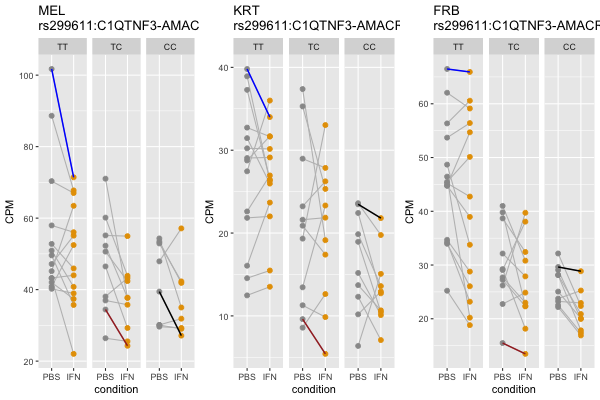 MEL
rs299611:C1QTNF3-AMAC
TT TC CC
CPM
100
80
60
40
20
PBS IFN PBS IFN PBS IFN
condition
KRT
rs299611:C1QTNF3-AMACF
TT TC CC
CPM
40
30
20
10
PBS IFN PBS IFN PBS IFN
condition
FRB
rs299611:C1QTNF3-AMAC
TT TC CC
CPM
60
50
40
30
20
PBS IFN PBS IFN PBS IFN
condition